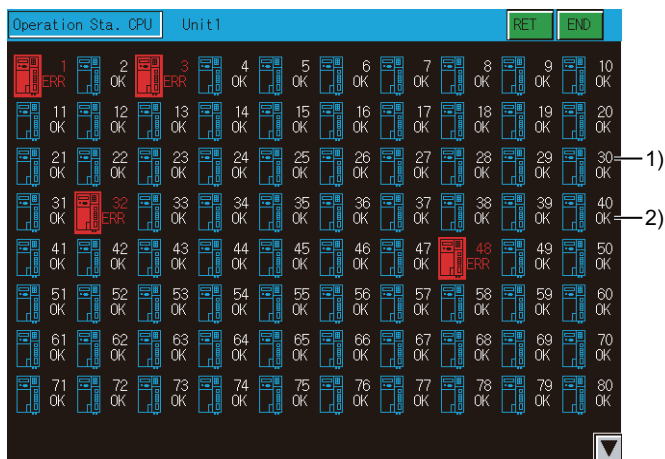 Operation Sta. CPU Unit1 RET END
1 2 3 4 5 6 7 8 9 10
ERR OK ERR OK OK OK OK OK OK OK
11 12 13 14 15 16 17 18 19 20
OK OK OK OK OK OK OK OK OK OK
21 22 23 24 25 26 27 28 29 30 1)
OK OK OK OK OK OK OK OK OK OK
31 32 33 34 35 36 37 38 39 40
OK ERR OK OK OK OK OK OK OK OK 2)
41 42 43 44 45 46 47 48 49 50
OK OK OK OK OK OK OK ERR OK OK
51 52 53 54 55 56 57 58 59 60
OK OK OK OK OK OK OK OK OK OK
61 62 63 64 65 66 67 68 69 70
OK OK OK OK OK OK OK OK OK OK
71 72 73 74 75 76 77 78 79 80
OK OK OK OK OK OK OK OK OK OK